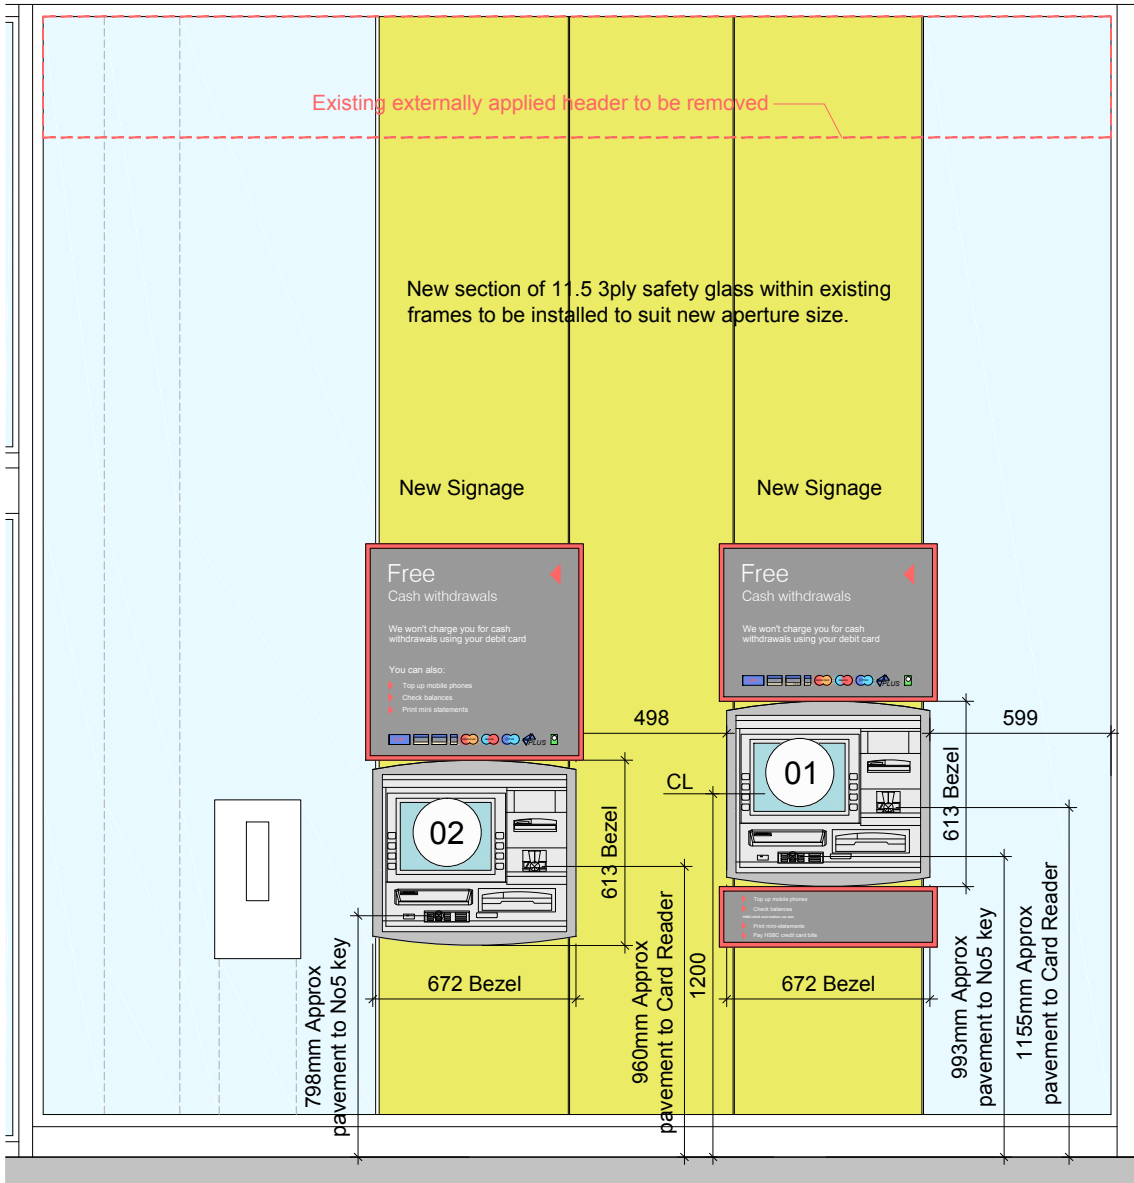 Existing externally applied header to be removed
New section of 11.5 3ply safety glass within existing
frames to be installed to suit new aperture size.
New Signage
New Signage
Free
Cash withdrawals
We won't charge you for cash
withdrawals using your debit card
You can also:
Top up mobile phones
Check balances
Print mini statements
PLUS
Free
Cash withdrawals
We won't charge you for cash
withdrawals using your debit card
PLUS
498
599
CL
01
02
613 Bezel
613 Bezel
Top up mobile phones
Check balances
Print mini statements
Pay HSBC credit card bills
672 Bezel
672 Bezel
798mm Approx
pavement to No5 key
960mm Approx
pavement to Card Reader
1200
993mm Approx
pavement to No5 key
1155mm Approx
pavement to Card Reader